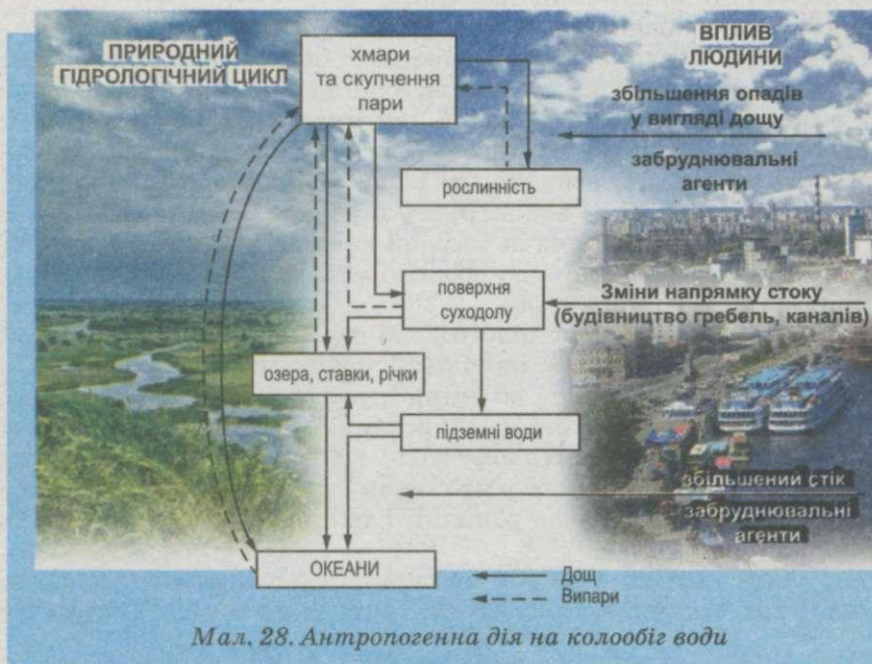 ПРИРОДНИЙ
ГІДРОЛОГІЧНИЙ ЦИКЛ
хмари
та скупчення
пари
ВПЛИВ
ЛЮДИНИ
збільшення опадів
у вигляді дощу
забруднювальні
агенти
рослинність
поверхня
суходолу
Зміни напрямку стоку
(будівництво гребель, каналів)
озера, ставки, річки
підземні води
збільшений стік
забруднювальні
агенти
ОКЕАНИ
Дощ
Випари
Мал. 28. Антропогенна дія на колообіг води